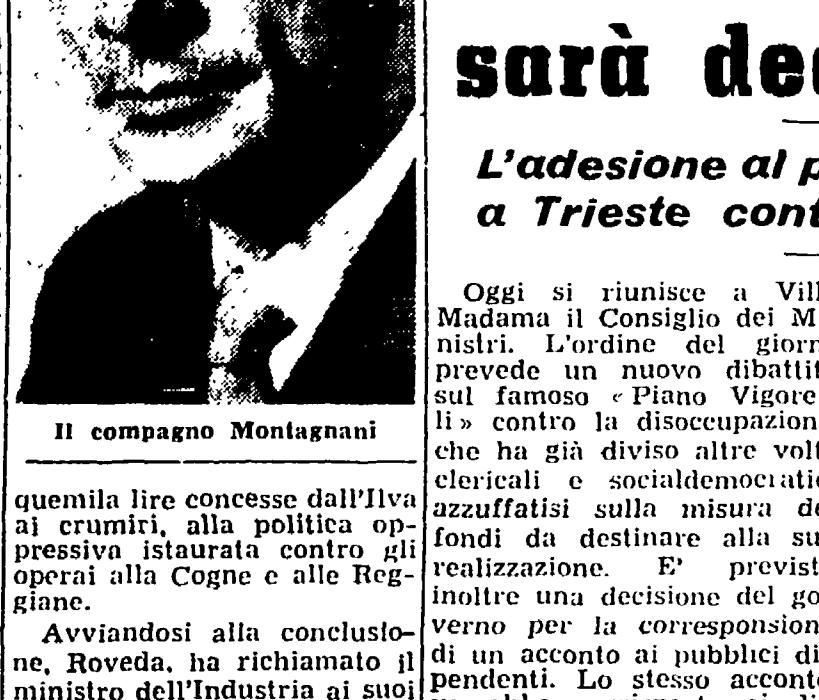 Il compagno Montagnani
quemila lire concesse dall'Ilva
ai crumiri, alla politica op-
pressiva istaurata contro gli
operai alla Cogne e alle Reg-
giane.
Avviandosi alla conclusio-
ne, Roveda, ha richiamato il
ministro dell'Industria ai suoi
sarà dec
L'adesione al p
a Trieste cont
Oggi si riunisce a Vill
Madama il Consiglio dei M
nistri. L'ordine del giorn
prevede un nuovo dibattit
sul famoso « Piano Vigore
li » contro la disoccupazion
che ha già diviso altre volt
clericali e socialdemocratic
azzuffatisi sulla misura de
fondi da destinare alla su
realizzazione. E' previst
inoltre una decisione del go
verno per la corresponsion
di un acconto ai pubblici di
pendenti. Lo stesso accont